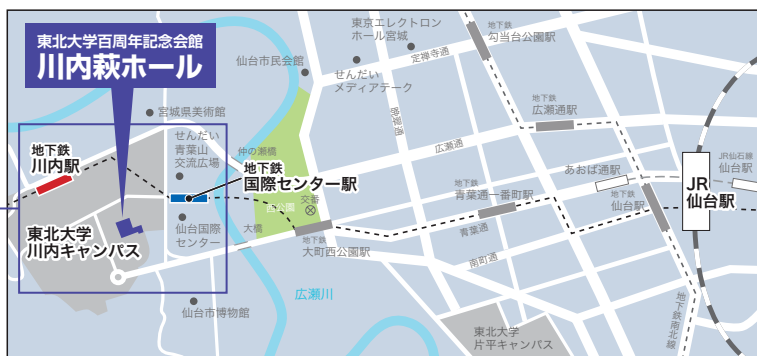 東北大学百周年記念会館
川内萩ホール
東京エレクトロン
ホール宮城
地下鉄
勾当台公園駅
定禅寺通
仙台市民会館
せんだい
メディアテーク
晩翠通
地下鉄
広瀬通駅
宮城県美術館
せんだい
青葉山
交流広場
仲の瀬橋
広瀬通
地下鉄
川内駅
地下鉄
国際センター駅
あおば通駅
JR仙石線
仙台駅
JR
仙台駅
西公園
交番
地下鉄
青葉通一番町駅
地下鉄
仙台駅
東北大学
川内キャンパス
仙台国際
センター
大橋
地下鉄
大町西公園駅
青葉通
南町通
広瀬川
仙台市博物館
地下鉄南北線
東北大学
片平キャンパス